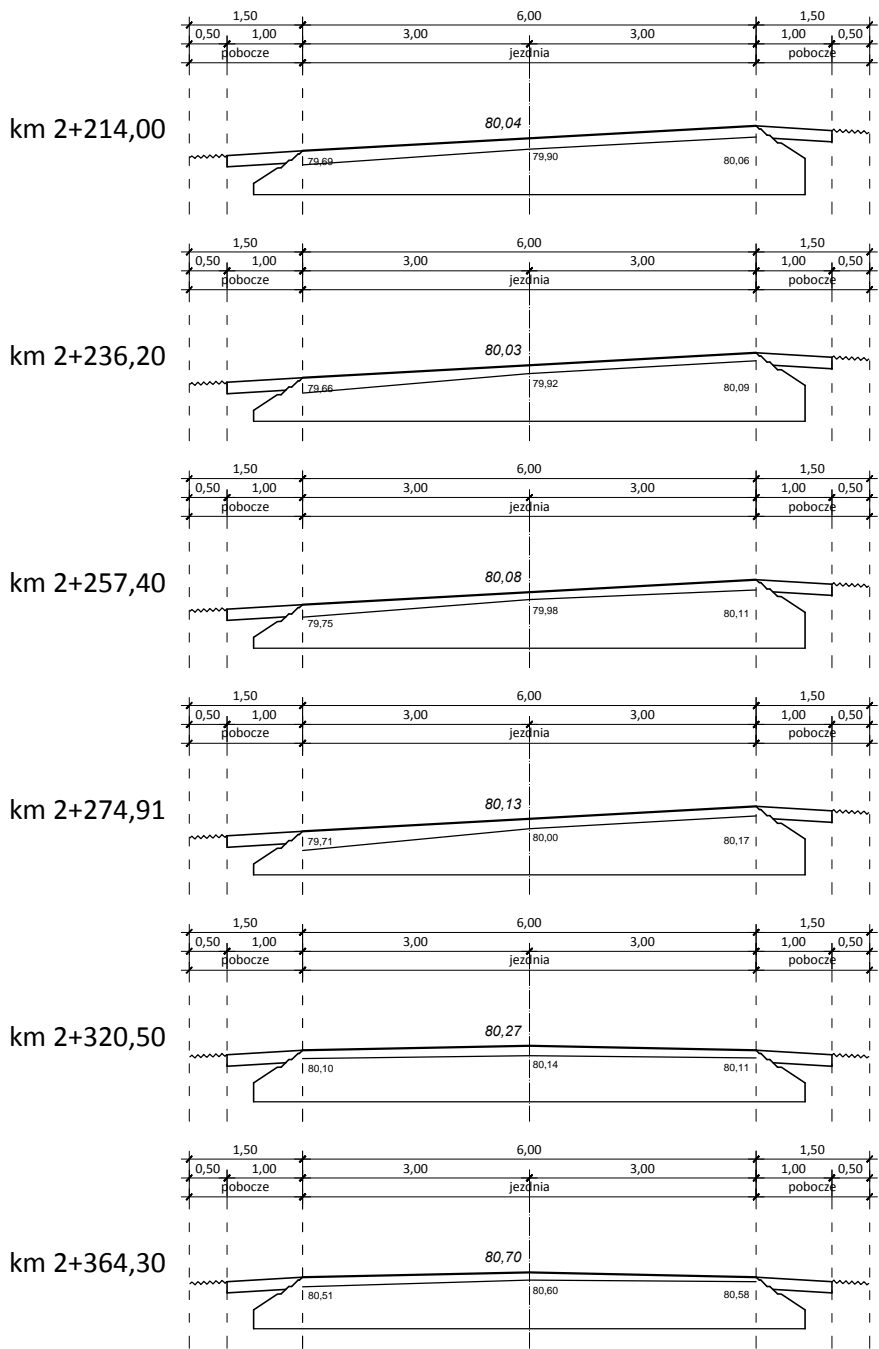 1,50 6,00 1,50
0,50 1,00 3,00 3,00 1,00 0,50
pobocze jezdnia pobocze
km 2+214,00
80,04
79,69 79,90 80,06
1,50 6,00 1,50
0,50 1,00 3,00 3,00 1,00 0,50
pobocze jezdnia pobocze
km 2+236,20
80,03
79,66 79,92 80,09
1,50 6,00 1,50
0,50 1,00 3,00 3,00 1,00 0,50
pobocze jezdnia pobocze
km 2+257,40
80,08
79,75 79,98 80,11
1,50 6,00 1,50
0,50 1,00 3,00 3,00 1,00 0,50
pobocze jezdnia pobocze
km 2+274,91
80,13
79,71 80,00 80,17
1,50 6,00 1,50
0,50 1,00 3,00 3,00 1,00 0,50
pobocze jezdnia pobocze
km 2+320,50
80,27
80,10 80,14 80,11
1,50 6,00 1,50
0,50 1,00 3,00 3,00 1,00 0,50
pobocze jezdnia pobocze
km 2+364,30
80,70
80,51 80,60 80,58